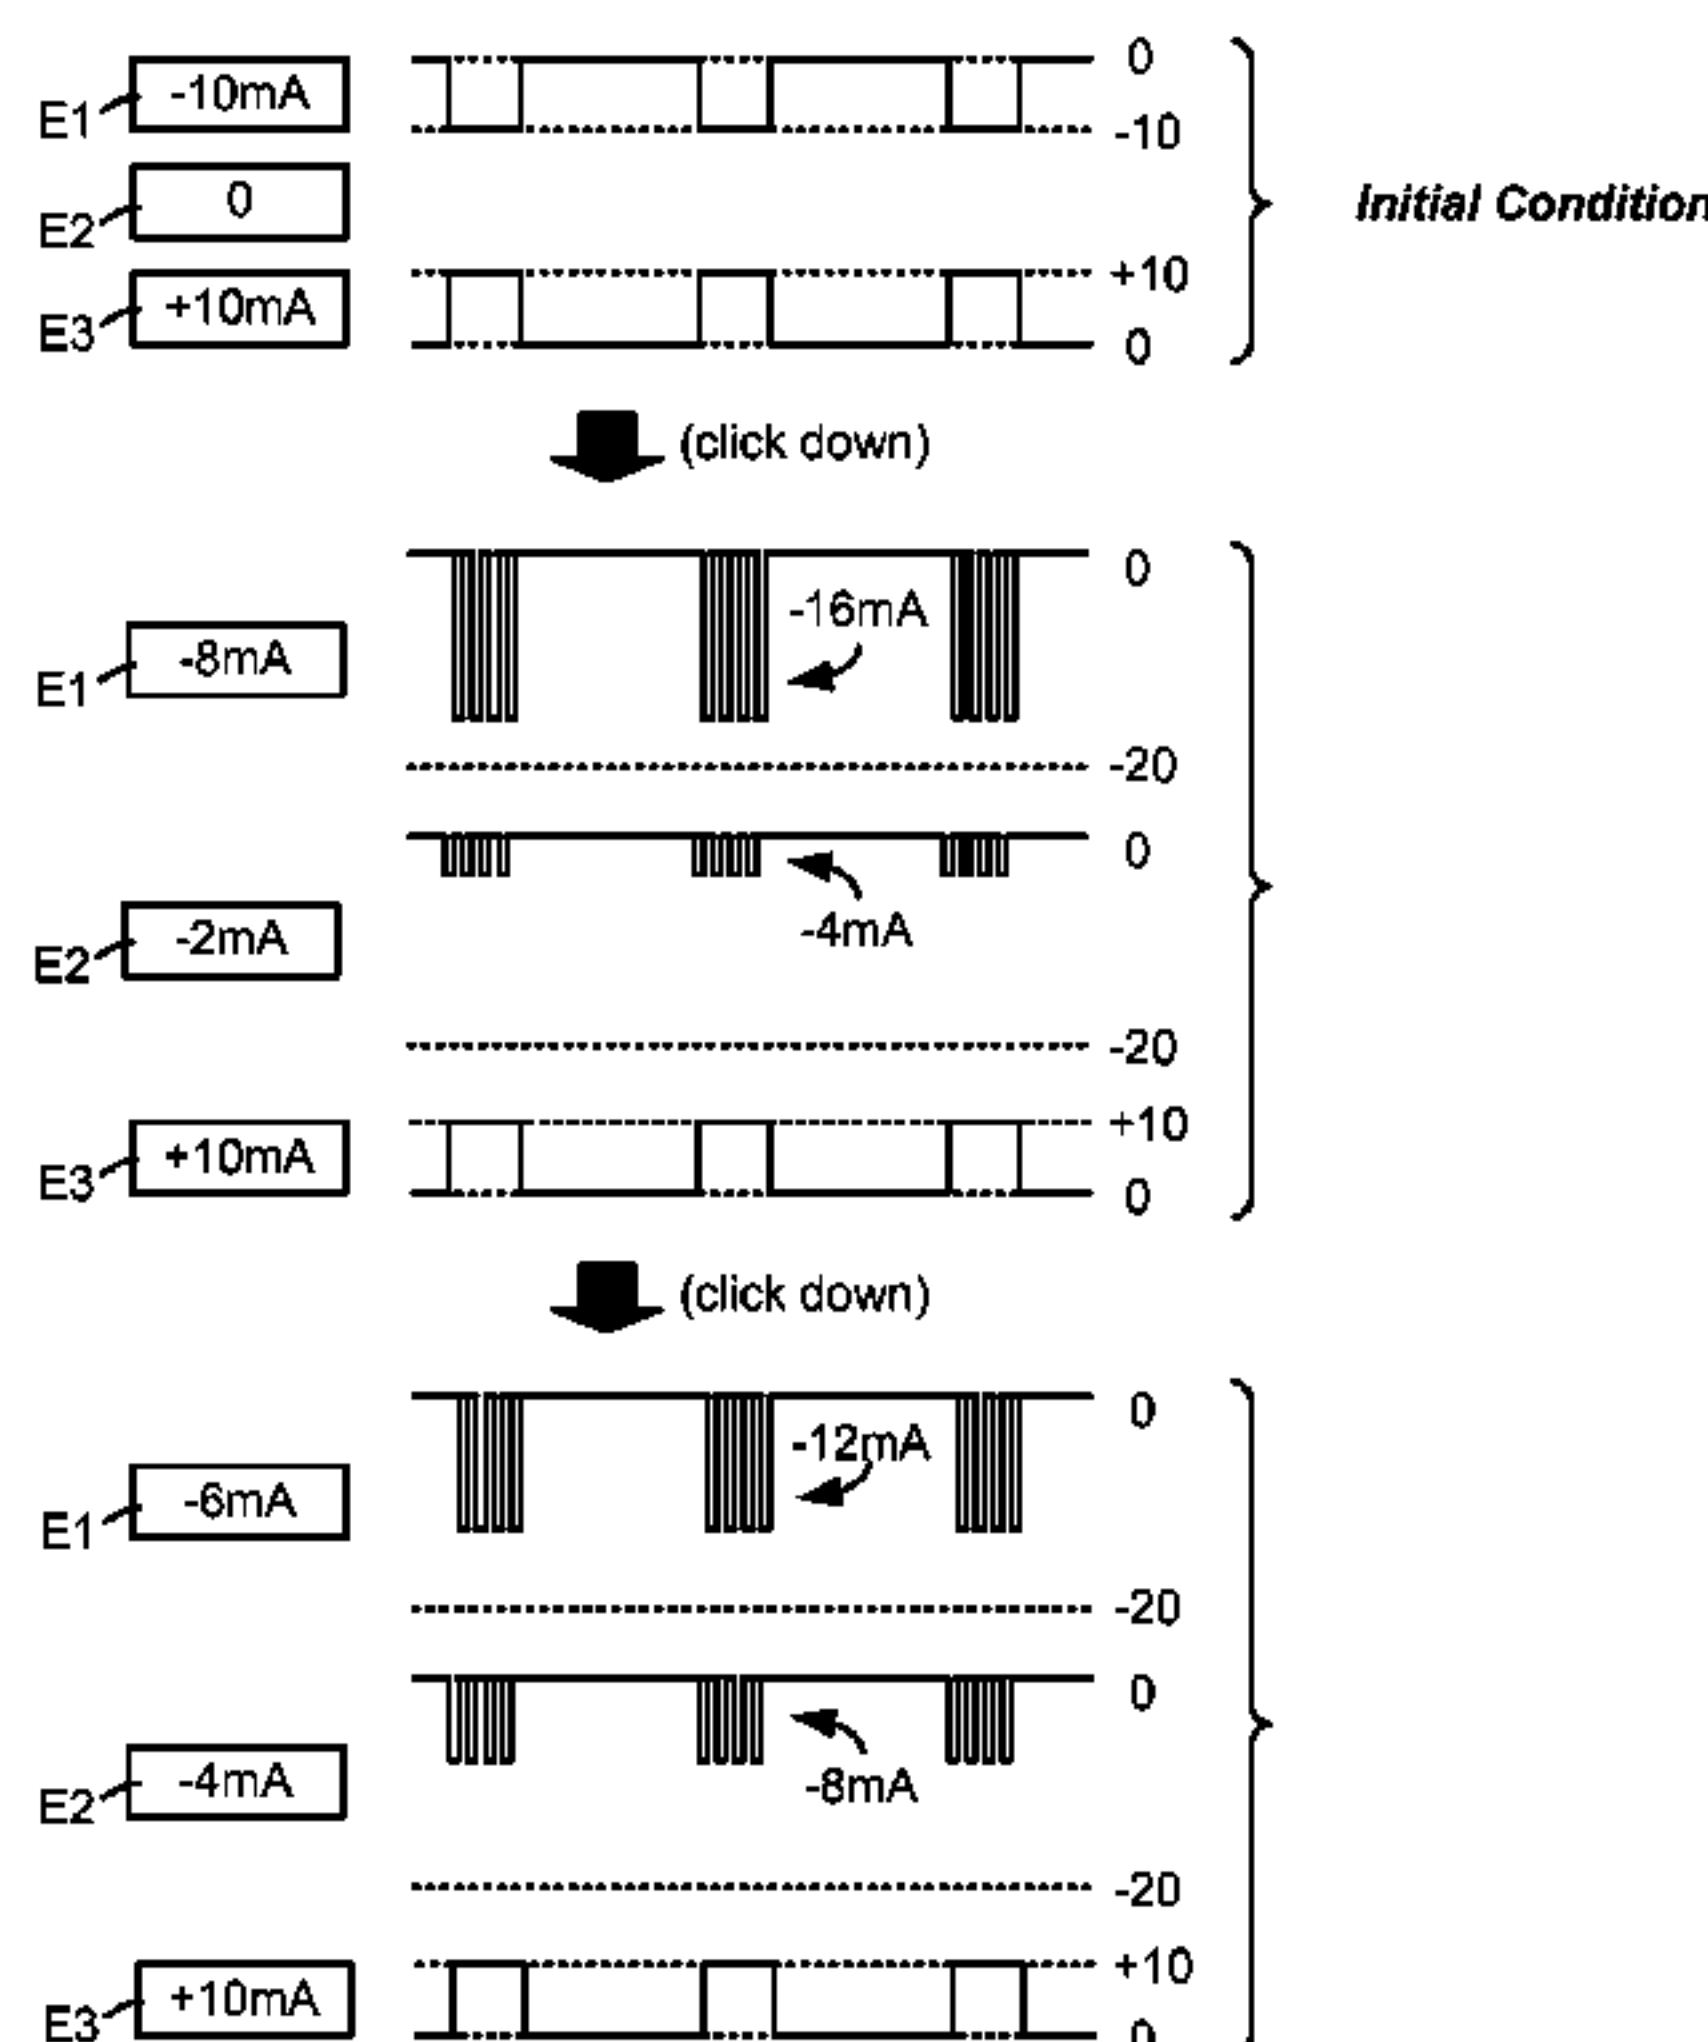 0
E1 -10mA
-10
E2 0
Initial Condition
+10
E3 +10mA
0
(click down)
0
-16mA
E1 -8mA
-20
0
-4mA
E2 -2mA
-20
+10
E3 +10mA
0
(click down)
0
-12mA
E1 -6mA
-20
0
E2 -4mA
-8mA
-20
+10
E3 +10mA
0